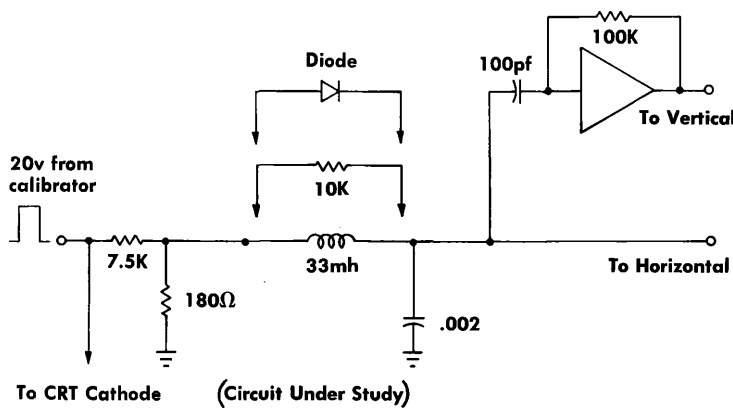 100K
Diode
100pf
To Vertical
20v from
calibrator
10K
7.5K
33mh
To Horizontal
180Ω
.002
To CRT Cathode
(Circuit Under Study)